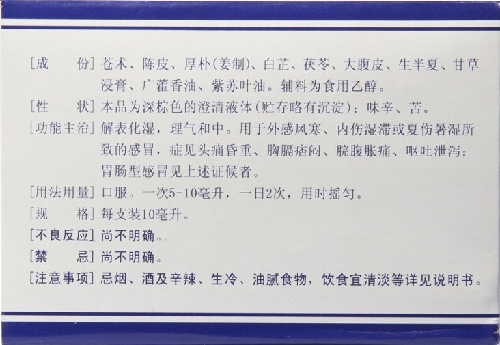 [成　份] 苍术、陈皮、厚朴(姜制)、白芷、茯苓、大腹皮、生半夏、甘草
浸膏、广藿香油、紫苏叶油。辅料为食用乙醇。
[性　状] 本品为深棕色的澄清液体(贮存略有沉淀)；味辛、苦。
[功能主治] 解表化湿，理气和中。用于外感风寒、内伤湿滞或夏伤暑湿所
致的感冒，症见头痛昏重、胸膈痞闷、脘腹胀痛、呕吐泄泻；
胃肠型感冒见上述证候者。
[用法用量] 口服。一次5-10毫升，一日2次，用时摇匀。
[规　格] 每支装10毫升。
[不良反应] 尚不明确。
[禁　忌] 尚不明确。
[注意事项] 忌烟、酒及辛辣、生冷、油腻食物，饮食宜清淡等详见说明书。